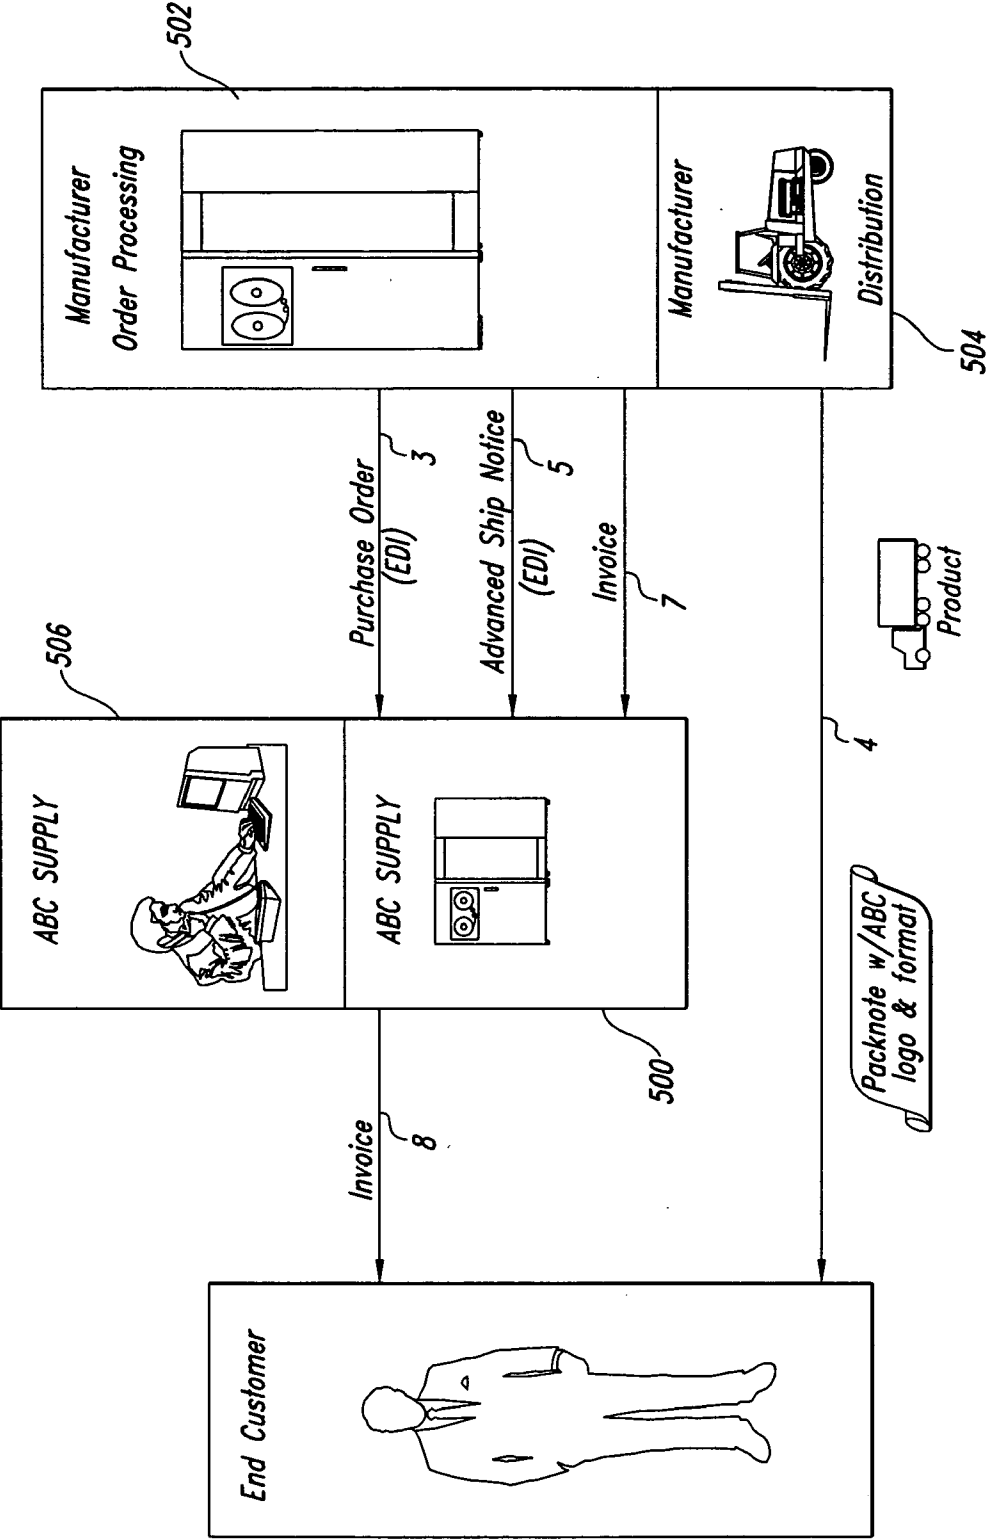 End Customer
Invoice
8
ABC SUPPLY
506
ABC SUPPLY
500
Purchase Order
(EDI)
3
Advanced Ship Notice
(EDI)
5
Invoice
7
4
Packnote w/ABC
logo & format
Product
Manufacturer
Order Processing
502
Manufacturer
Distribution
504